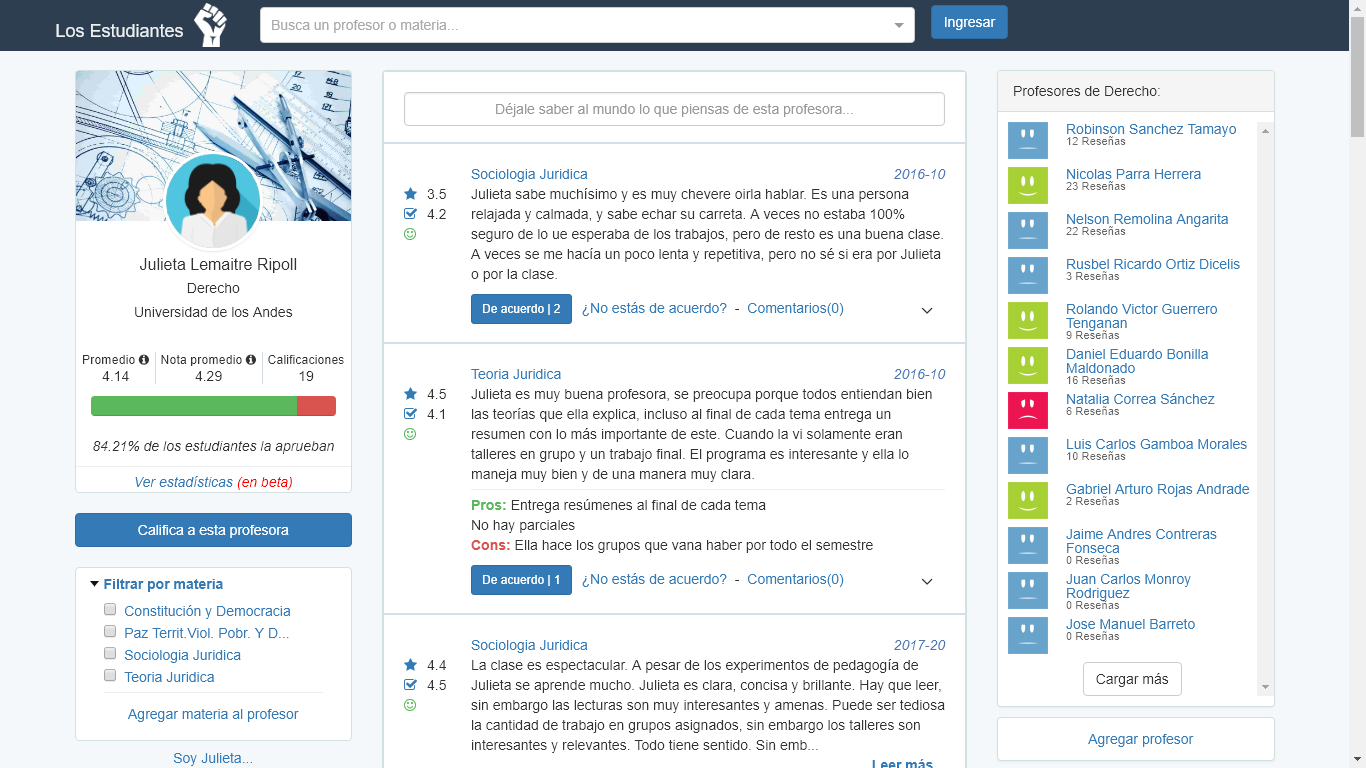 Los Estudiantes
Busca un profesor o materia...
Ingresar
Julieta Lemaitre Ripoll
Derecho
Universidad de los Andes
Promedio Nota promedio Calificaciones
4.14 4.29 19
84.21% de los estudiantes la aprueban
Ver estadísticas (en beta)
Califica a esta profesora
Filtrar por materia
Constitución y Democracia
Paz Territ.Viol. Pobr. Y D...
Sociologia Juridica
Teoria Juridica
Agregar materia al profesor
Soy Julieta...
Déjale saber al mundo lo que piensas de esta profesora...
Sociologia Juridica 2016-10
3.5
4.2
Julieta sabe muchísimo y es muy chevere oirla hablar. Es una persona
relajada y calmada, y sabe echar su carreta. A veces no estaba 100%
seguro de lo ue esperaba de los trabajos, pero de resto es una buena clase.
A veces se me hacía un poco lenta y repetitiva, pero no sé si era por Julieta
o por la clase.
De acuerdo | 2 ¿No estás de acuerdo? - Comentarios(0)
Teoria Juridica 2016-10
4.5
4.1
Julieta es muy buena profesora, se preocupa porque todos entiendan bien
las teorías que ella explica, incluso al final de cada tema entrega un
resumen con lo más importante de este. Cuando la vi solamente eran
talleres en grupo y un trabajo final. El programa es interesante y ella lo
maneja muy bien y de una manera muy clara.
Pros: Entrega resúmenes al final de cada tema
No hay parciales
Cons: Ella hace los grupos que vana haber por todo el semestre
De acuerdo | 1 ¿No estás de acuerdo? - Comentarios(0)
Sociologia Juridica 2017-20
4.4
4.5
La clase es espectacular. A pesar de los experimentos de pedagogía de
Julieta se aprende mucho. Julieta es clara, concisa y brillante. Hay que leer,
sin embargo las lecturas son muy interesantes y amenas. Puede ser tediosa
la cantidad de trabajo en grupos asignados, sin embargo los talleres son
interesantes y relevantes. Todo tiene sentido. Sin emb...
Leer más
Profesores de Derecho:
Robinson Sanchez Tamayo
12 Reseñas
Nicolas Parra Herrera
23 Reseñas
Nelson Remolina Angarita
22 Reseñas
Rusbel Ricardo Ortiz Dicelis
3 Reseñas
Rolando Victor Guerrero
Tenganan
9 Reseñas
Daniel Eduardo Bonilla
Maldonado
16 Reseñas
Natalia Correa Sánchez
6 Reseñas
Luis Carlos Gamboa Morales
10 Reseñas
Gabriel Arturo Rojas Andrade
2 Reseñas
Jaime Andres Contreras
Fonseca
0 Reseñas
Juan Carlos Monroy
Rodriguez
0 Reseñas
Jose Manuel Barreto
0 Reseñas
Cargar más
Agregar profesor